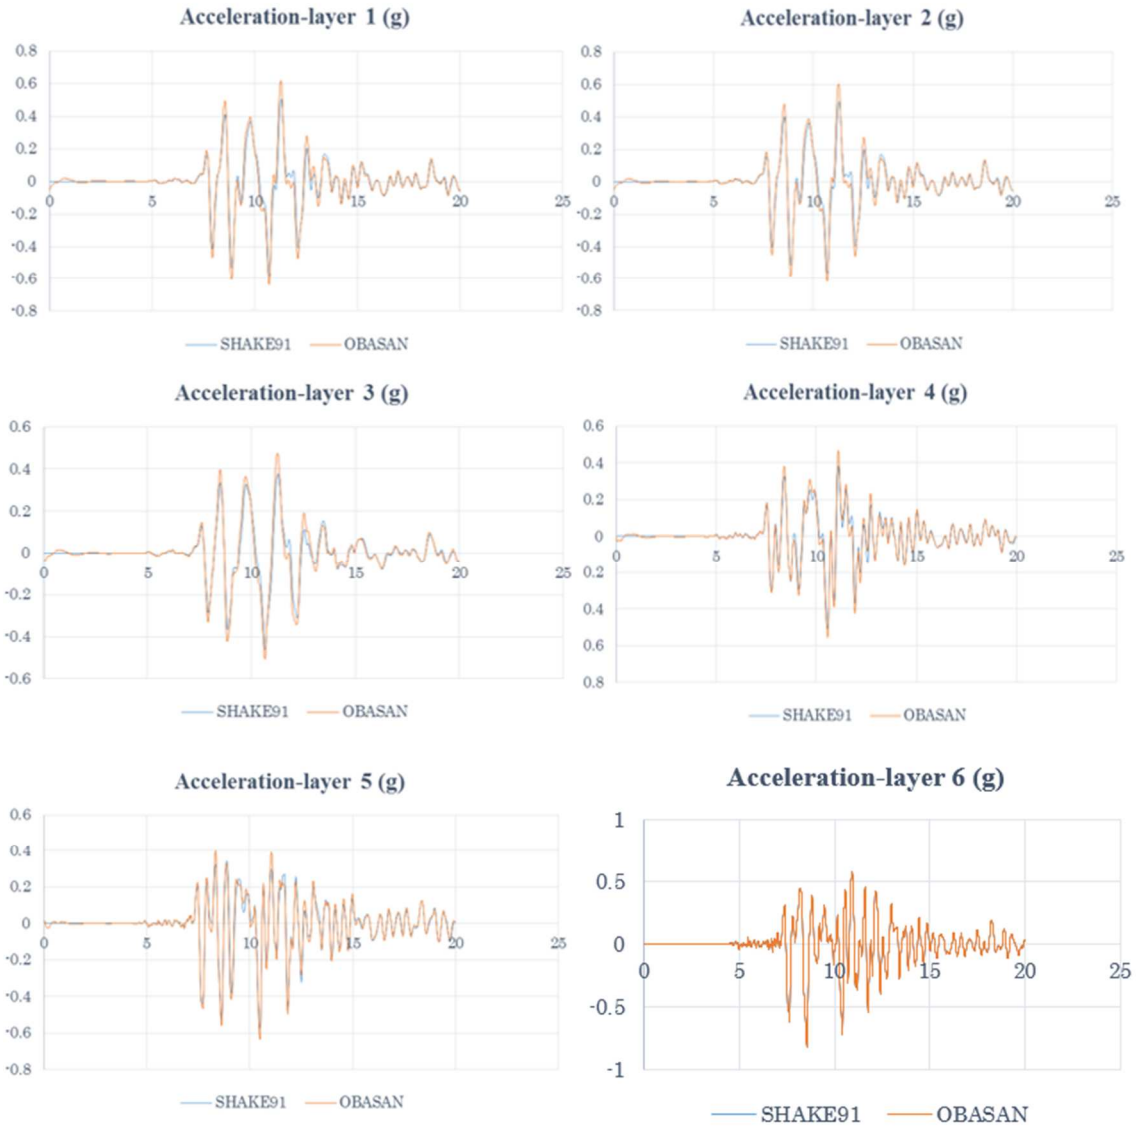 Acceleration-layer 1 (g)
0.8
0.6
0.4
0.2
0
-0.2
-0.4
-0.6
-0.8
0 5 10 15 20 25
SHAKE91 OBASAN
Acceleration-layer 2 (g)
0.8
0.6
0.4
0.2
0
-0.2
-0.4
-0.6
-0.8
0 5 10 15 20 25
SHAKE91 OBASAN
Acceleration-layer 3 (g)
0.6
0.4
0.2
0
-0.2
-0.4
-0.6
0 5 10 15 20 25
SHAKE91 OBASAN
Acceleration-layer 4 (g)
0.6
0.4
0.2
0
0.2
0.4
0.6
0.8
0 5 10 15 20 25
SHAKE91 OBASAN
Acceleration-layer 5 (g)
0.6
0.4
0.2
0
-0.2
-0.4
-0.6
-0.8
0 5 10 15 20 25
SHAKE91 OBASAN
Acceleration-layer 6 (g)
1
0.5
0
-0.5
-1
0 5 10 15 20 25
SHAKE91 OBASAN